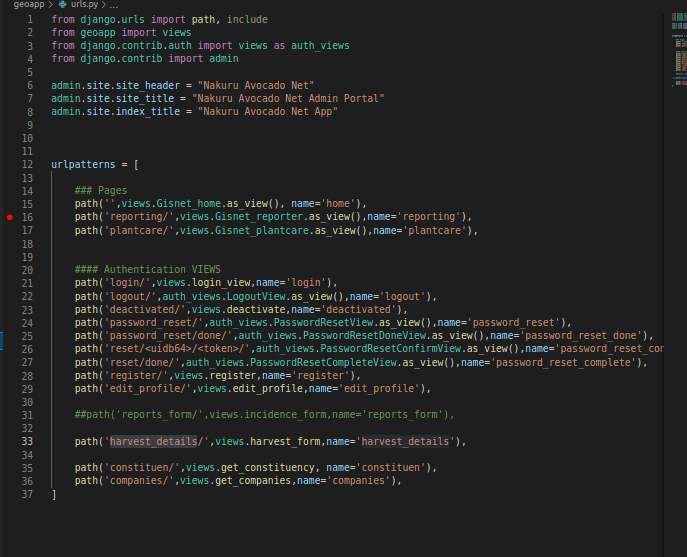 geoapp > urls.py > ...
1 from django.urls import path, include
2 from geoapp import views
3 from django.contrib.auth import views as auth_views
4 from django.contrib import admin
5
6 admin.site.site_header = "Nakuru Avocado Net"
7 admin.site.site_title = "Nakuru Avocado Net Admin Portal"
8 admin.site.index_title = "Nakuru Avocado Net App"
9
10
11
12 urlpatterns = [
13
14 ### Pages
15 path('',views.Gisnet_home.as_view(), name='home'),
16 path('reporting/',views.Gisnet_reporter.as_view(),name='reporting'),
17 path('plantcare/',views.Gisnet_plantcare.as_view(),name='plantcare'),
18
19
20 #### Authentication VIEWS
21 path('login/',views.login_view,name='login'),
22 path('logout/',auth_views.LogoutView.as_view(),name='logout'),
23 path('deactivated/',views.deactivate,name='deactivated'),
24 path('password_reset/',auth_views.PasswordResetView.as_view(),name='password_reset'),
25 path('password_reset/done/',auth_views.PasswordResetDoneView.as_view(),name='password_reset_done'),
26 path('reset/<uidb64>/<token>/',auth_views.PasswordResetConfirmView.as_view(),name='password_reset_con
27 path('reset/done/',auth_views.PasswordResetCompleteView.as_view(),name='password_reset_complete'),
28 path('register/',views.register,name='register'),
29 path('edit_profile/',views.edit_profile,name='edit_profile'),
30
31 ##path('reports_form/',views.incidence_form,name='reports_form'),
32
33 path('harvest_details/',views.harvest_form,name='harvest_details'),
34
35 path('constituen/',views.get_constituency, name='constituen'),
36 path('companies/',views.get_companies,name='companies'),
37 ]